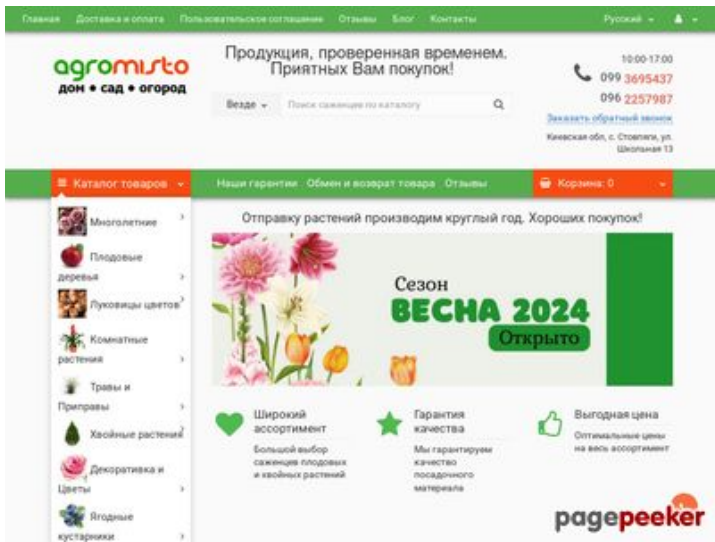 Главная Доставка и оплата Пользовательское соглашение Отзывы Блог Контакты Русский
agromisto
дом • сад • огород
Продукция, проверенная временем.
Приятных Вам покупок!
Везде Поиск саженцев по каталогу
10:00-17:00
099 3695437
096 2257987
Заказать обратный звонок
Киевская обл, с. Стовпяги, ул.
Школьная 13
Каталог товаров Наши гарантии Обмен и возврат товара Отзывы Корзина: 0
Многолетние
Плодовые
деревья
Луковицы цветов
Комнатные
растения
Травы и
Приправы
Хвойные растения
Декоративка и
Цветы
Ягодные
кустарники
Отправку растений производим круглый год. Хороших покупок!
Сезон
ВЕСНА 2024
Открыто
Широкий
ассортимент
Большой выбор
саженцев плодовых
и хвойных растений
Гарантия
качества
Мы гарантируем
качество
посадочного
материала
Выгодная цена
Оптимальные цены
на весь ассортимент
pagepeeker